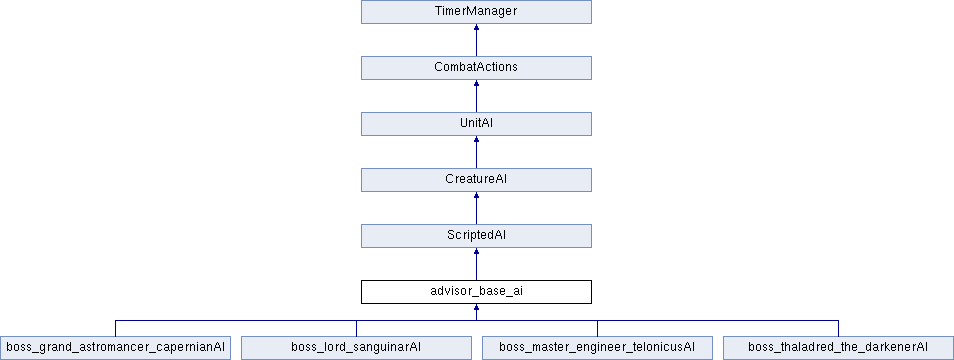 TimerManager
CombatActions
UnitAI
CreatureAI
ScriptedAI
advisor_base_ai
boss_grand_astromancer_capernianAI
boss_lord_sanguinarAI
boss_master_engineer_telonicusAI
boss_thaladred_the_darkenerAI